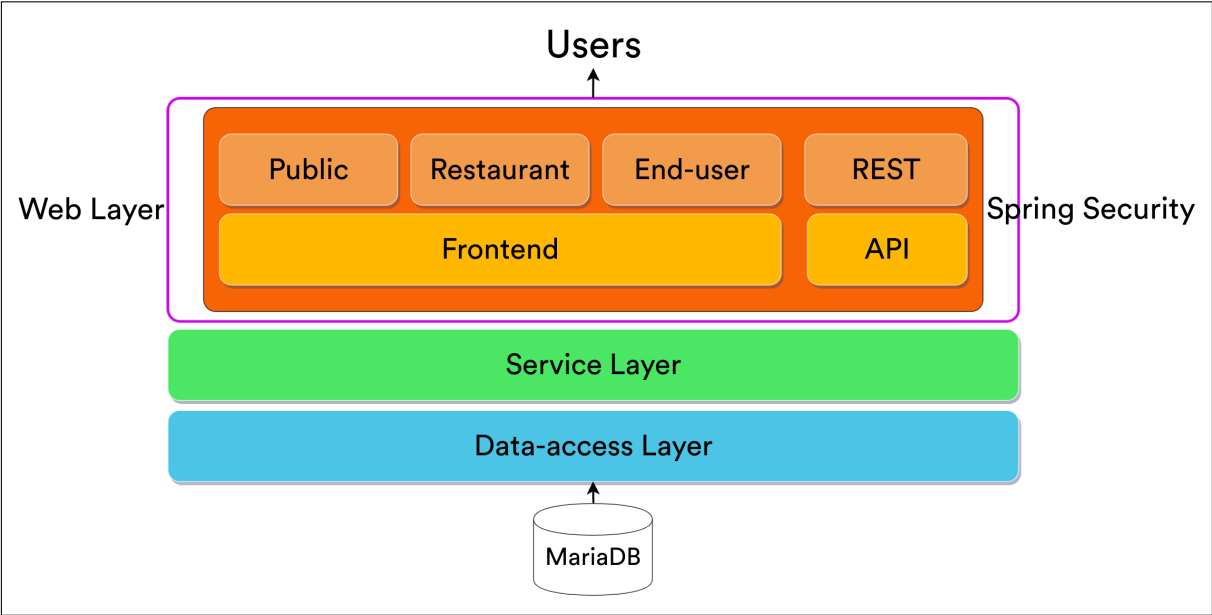 Users
Public
Restaurant
End-user
REST
Web Layer
Spring Security
Frontend
API
Service Layer
Data-access Layer
MariaDB